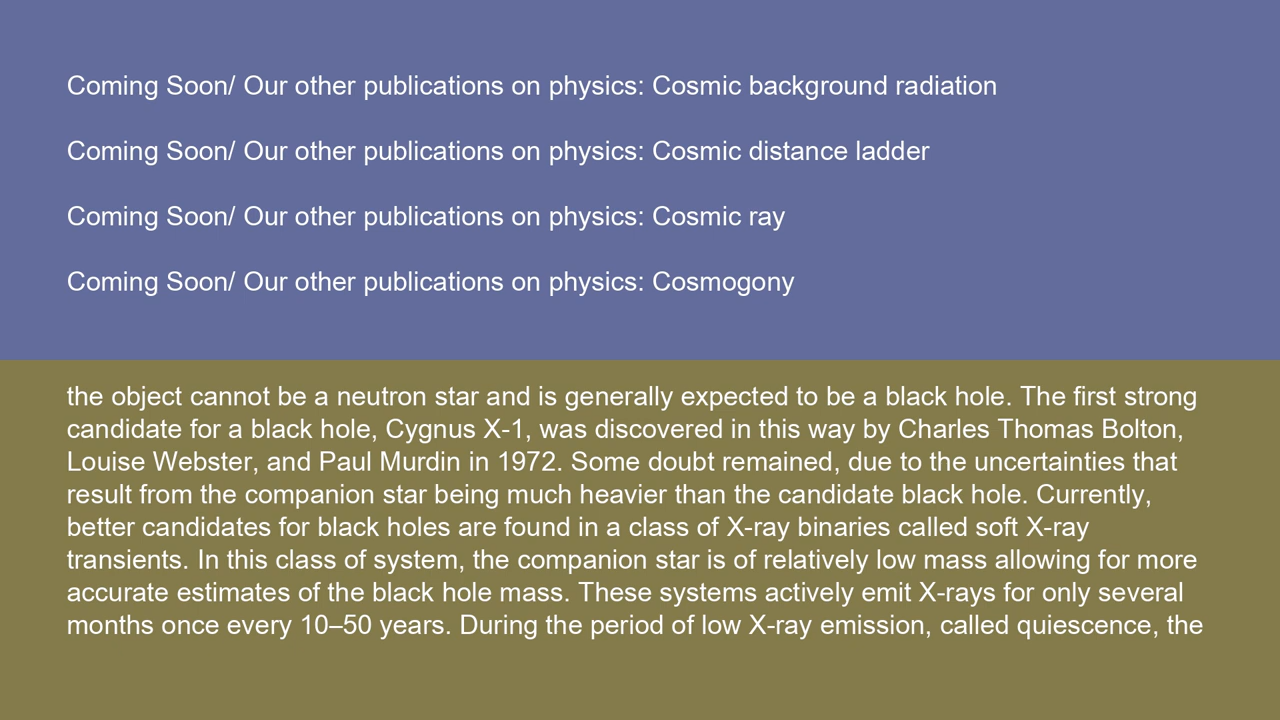 Coming Soon/ Our other publications on physics: Cosmic background radiation
Coming Soon/ Our other publications on physics: Cosmic distance ladder
Coming Soon/ Our other publications on physics: Cosmic ray
Coming Soon/ Our other publications on physics: Cosmogony
the object cannot be a neutron star and is generally expected to be a black hole. The first strong
candidate for a black hole, Cygnus X-1, was discovered in this way by Charles Thomas Bolton,
Louise Webster, and Paul Murdin in 1972. Some doubt remained, due to the uncertainties that
result from the companion star being much heavier than the candidate black hole. Currently,
better candidates for black holes are found in a class of X-ray binaries called soft X-ray
transients. In this class of system, the companion star is of relatively low mass allowing for more
accurate estimates of the black hole mass. These systems actively emit X-rays for only several
months once every 10–50 years. During the period of low X-ray emission, called quiescence, the